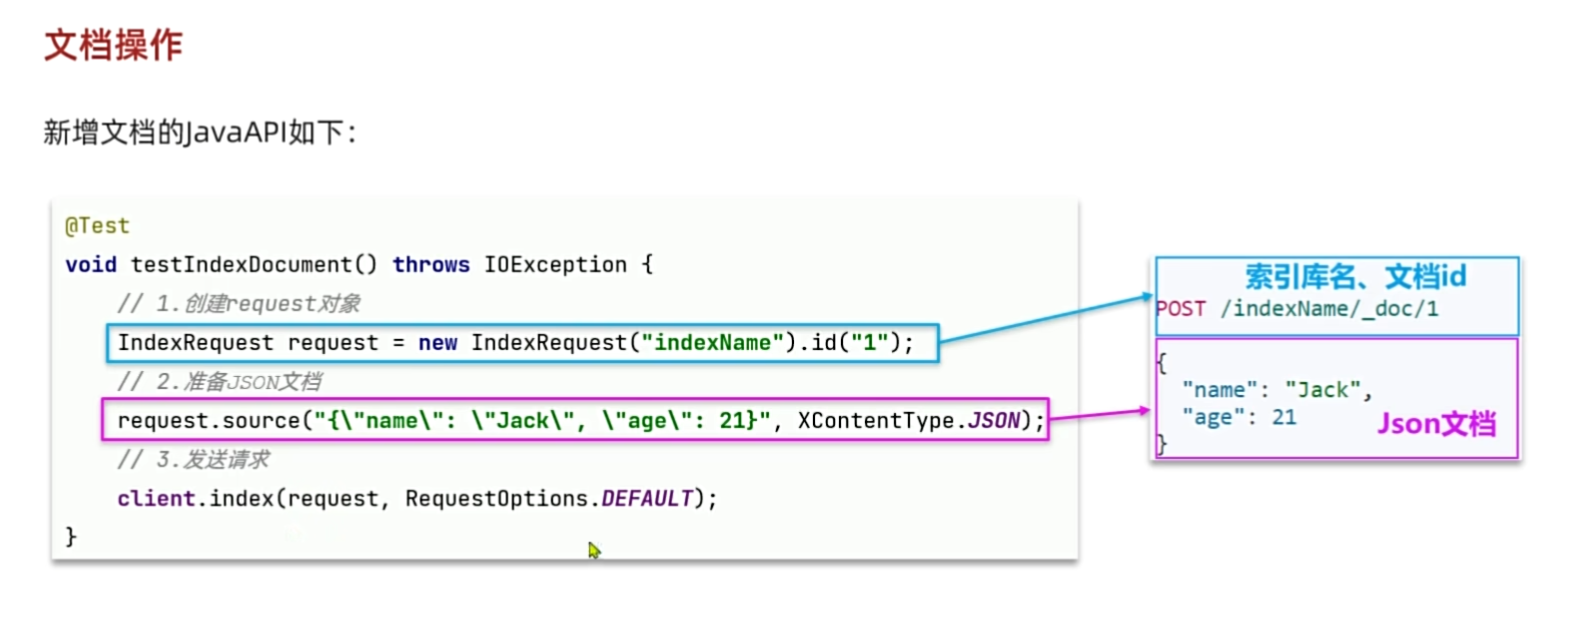 文档操作
新增文档的JavaAPI如下：
@Test
void testIndexDocument() throws IOException {
// 1.创建request对象
IndexRequest request = new IndexRequest("indexName").id("1");
// 2.准备JSON文档
request.source("{\"name\": \"Jack\", \"age\": 21}", XContentType.JSON);
// 3.发送请求
client.index(request, RequestOptions.DEFAULT);
}
索引库名、文档id
POST /indexName/_doc/1
{
"name": "Jack",
"age": 21
Json文档
}